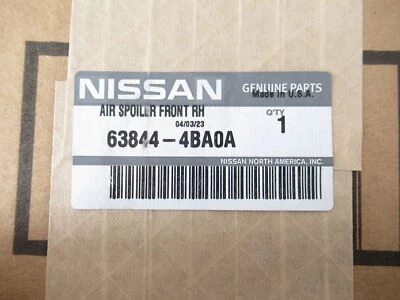 NISSAN GENUINE PARTS
Made in U.S.A.
AIR SPOILER FRONT RH Q'TY
04/03/23
63844-4BA0A 1
NISSAN NORTH AMERICA, INC.